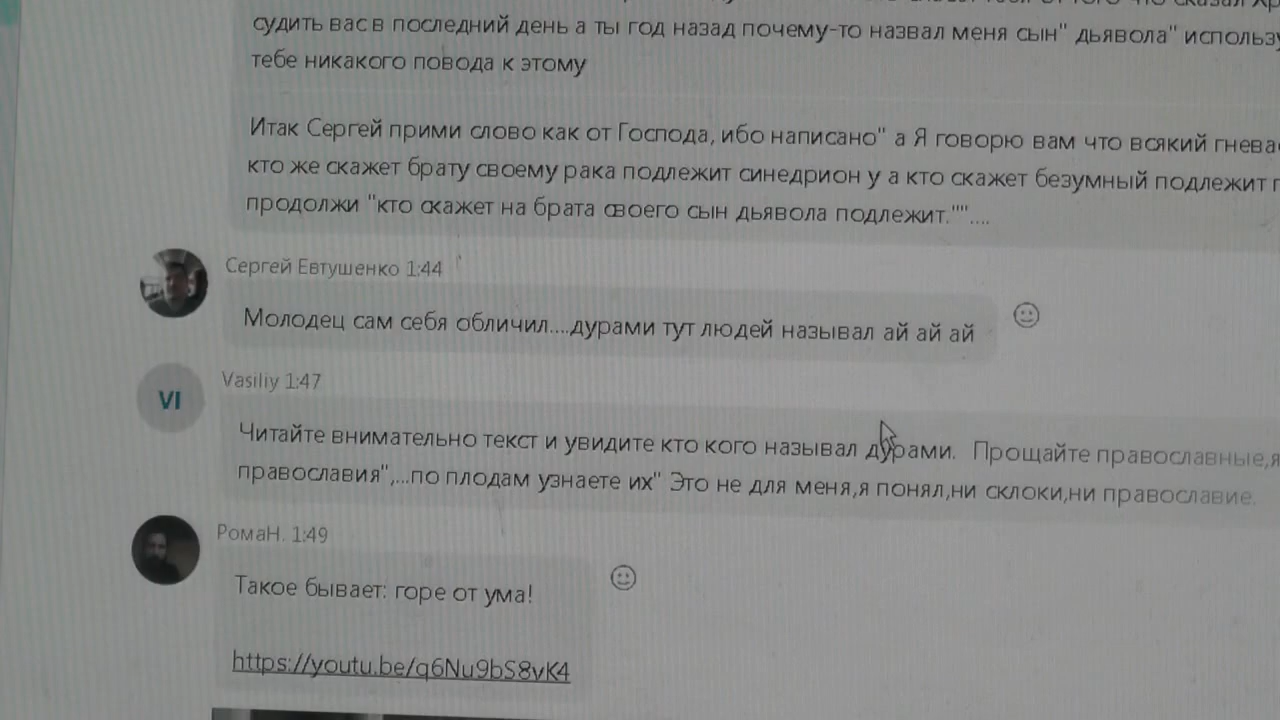 судить вас в последний день а ты год назад почему-то назвал меня сын" дьявола"
тебе никакого повода к этому
Итак Сергей прими слово как от Господа, ибо написано" а Я говорю вам что всякий
кто же скажет брату своему рака подлежит синедрион у а кто скажет безумный подлежит
продолжи "кто скажет на брата своего сын дьявола подлежит.""....
Сергей Евтушенко 1:44
Молодец сам себя обличил....дурами тут людей называл ай ай ай
VI
Vasiliy 1:47
Читайте внимательно текст и увидите кто кого называл дурами. Прощайте православные,я
православия",...по плодам узнаете их" Это не для меня,я понял,ни склоки,ни православие.
РомаН. 1:49
Такое бывает: горе от ума!
https://youtu.be/q6Nu9bS8vK4